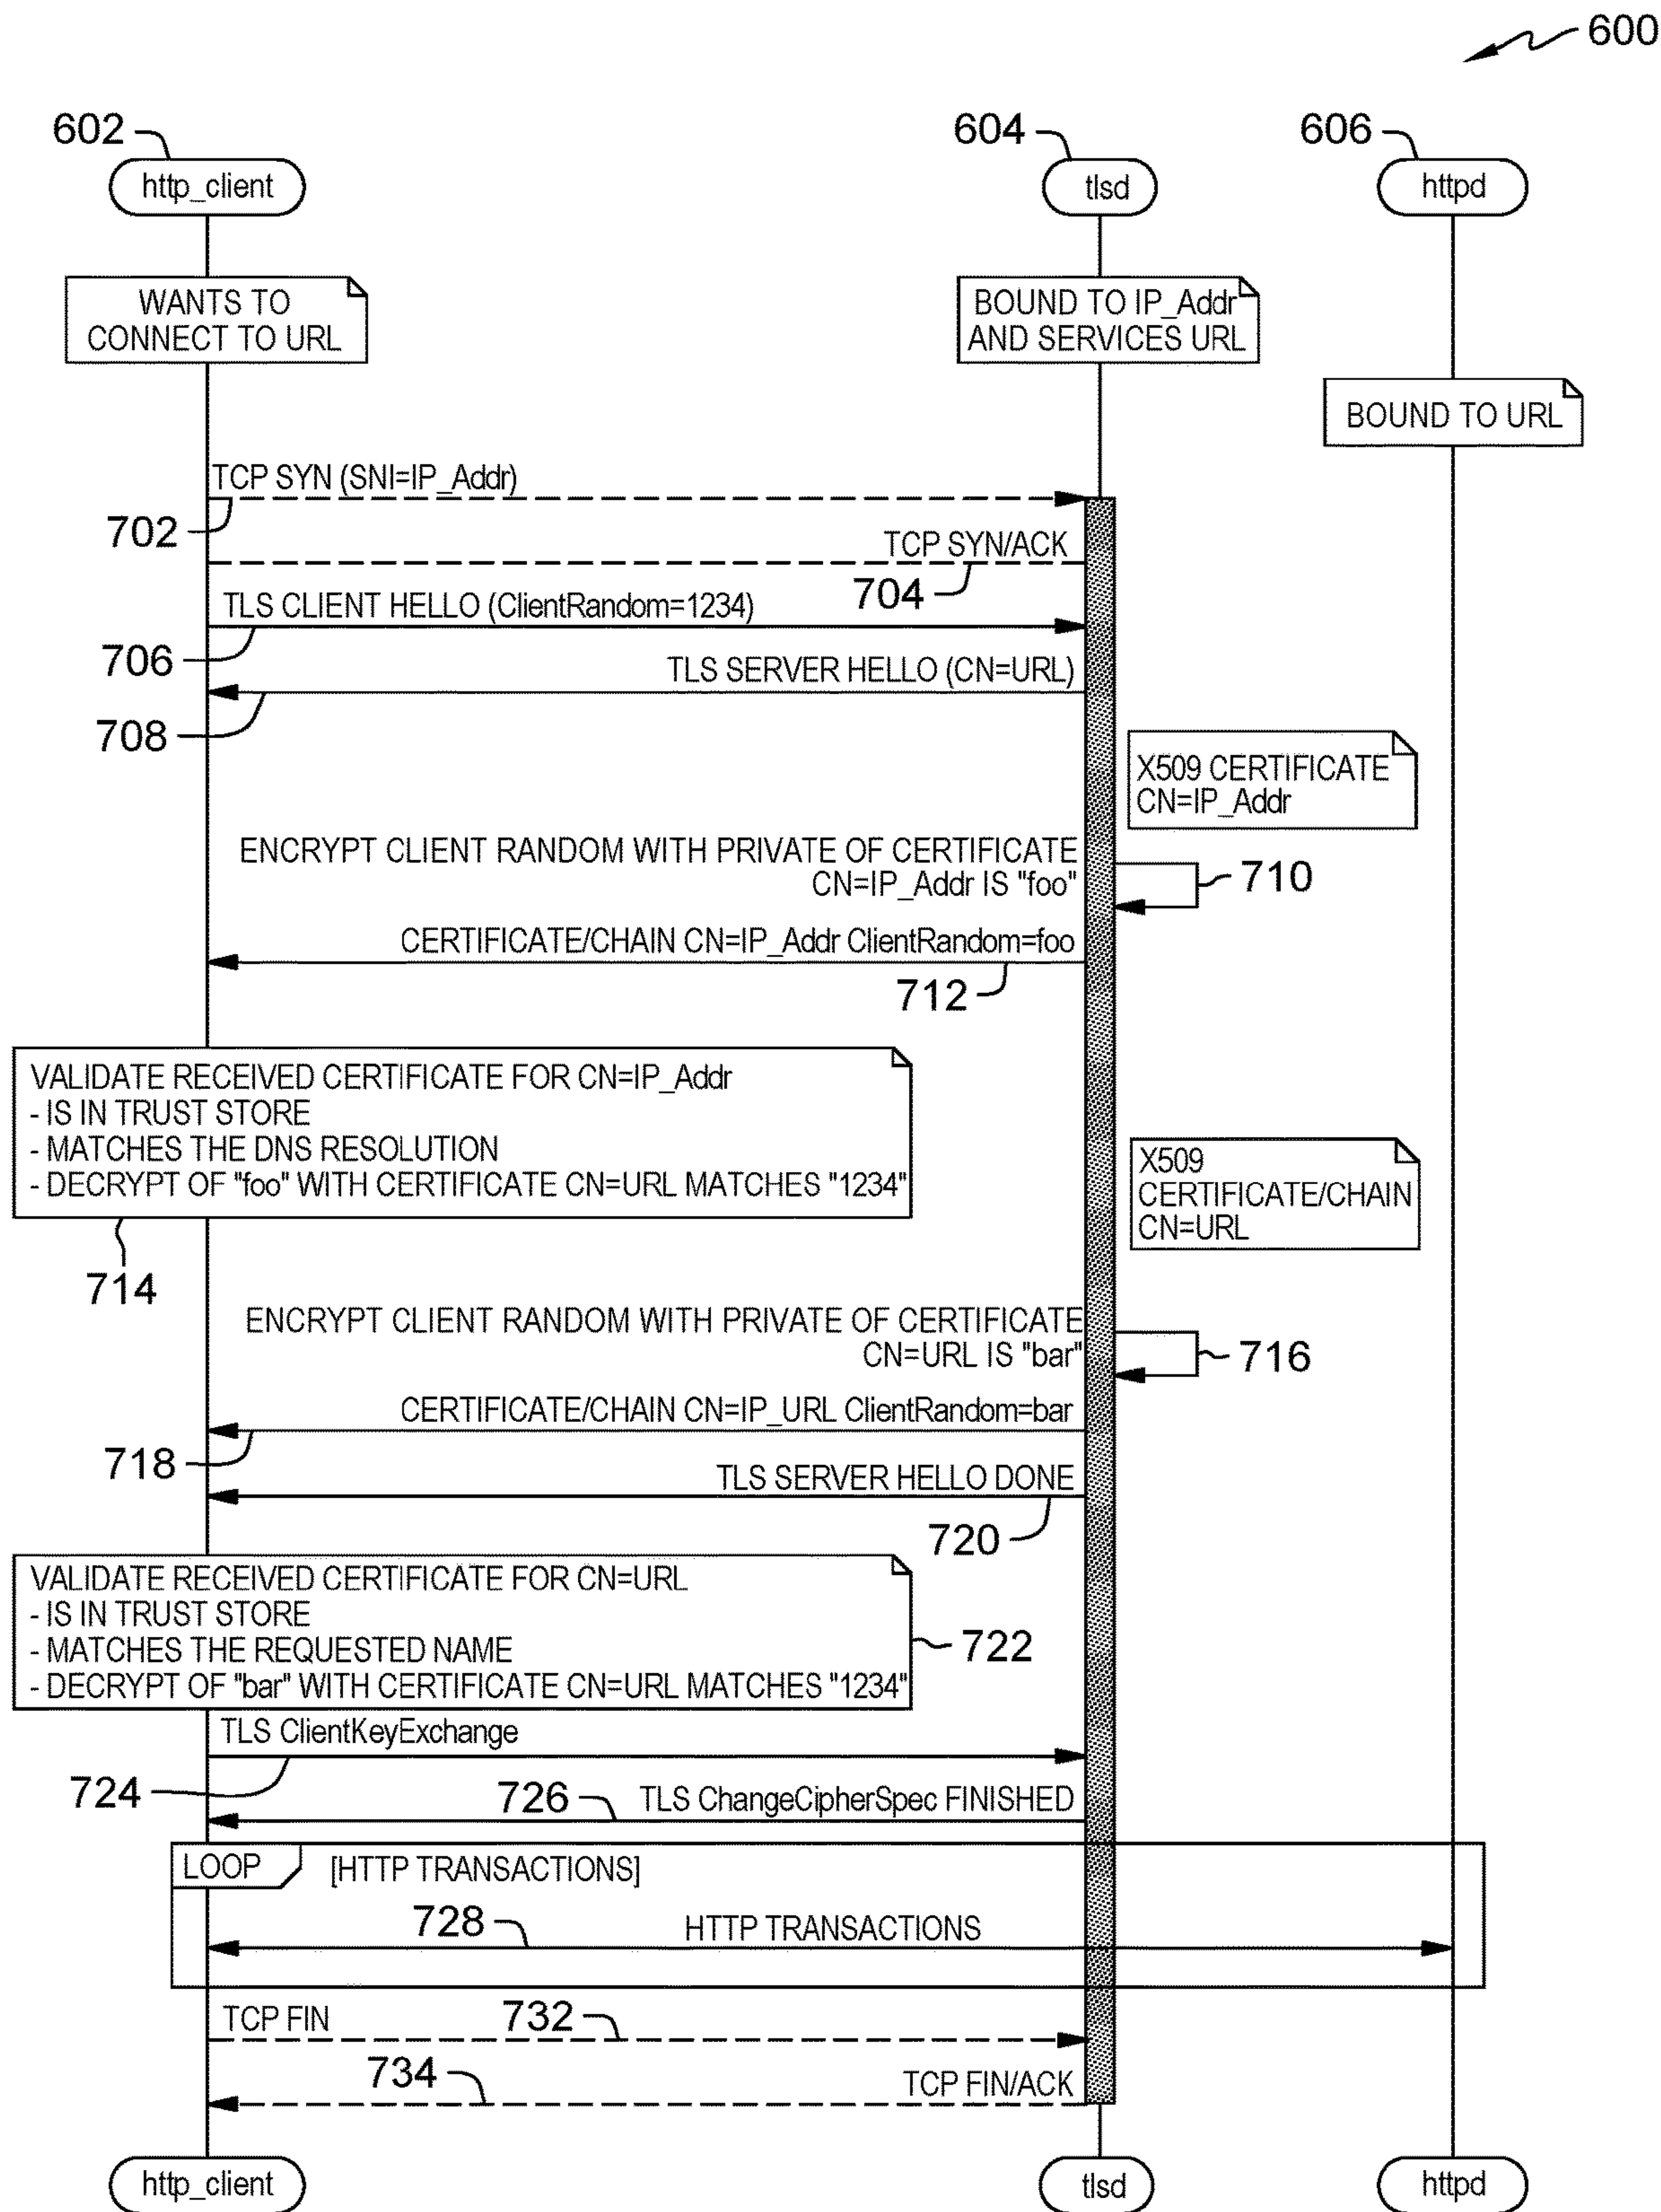 600
602
604
606
http_client
tlsd
httpd
WANTS TO
CONNECT TO URL
BOUND TO IP_Addr
AND SERVICES URL
BOUND TO URL
TCP SYN (SNI=IP_Addr)
702
TCP SYN/ACK
704
TLS CLIENT HELLO (ClientRandom=1234)
706
TLS SERVER HELLO (CN=URL)
708
X509 CERTIFICATE
CN=IP_Addr
ENCRYPT CLIENT RANDOM WITH PRIVATE OF CERTIFICATE
CN=IP_Addr IS "foo"
710
CERTIFICATE/CHAIN CN=IP_Addr ClientRandom=foo
712
VALIDATE RECEIVED CERTIFICATE FOR CN=IP_Addr
- IS IN TRUST STORE
- MATCHES THE DNS RESOLUTION
- DECRYPT OF "foo" WITH CERTIFICATE CN=URL MATCHES "1234"
714
X509
CERTIFICATE/CHAIN
CN=URL
ENCRYPT CLIENT RANDOM WITH PRIVATE OF CERTIFICATE
CN=URL IS "bar"
716
CERTIFICATE/CHAIN CN=IP_URL ClientRandom=bar
718
TLS SERVER HELLO DONE
720
VALIDATE RECEIVED CERTIFICATE FOR CN=URL
- IS IN TRUST STORE
- MATCHES THE REQUESTED NAME
- DECRYPT OF "bar" WITH CERTIFICATE CN=URL MATCHES "1234"
722
TLS ClientKeyExchange
724
726
TLS ChangeCipherSpec FINISHED
LOOP
[HTTP TRANSACTIONS]
728
HTTP TRANSACTIONS
TCP FIN
732
734
TCP FIN/ACK
http_client
tlsd
httpd